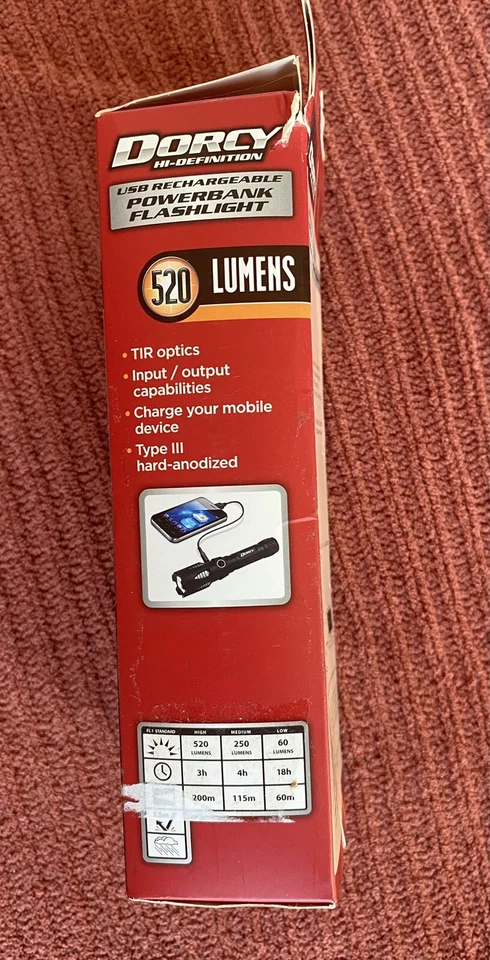 DORCY
HI-DEFINITION
USB RECHARGEABLE
POWERBANK
FLASHLIGHT
520 LUMENS
• TIR optics
• Input / output
capabilities
• Charge your mobile
device
• Type III
hard-anodized
DORCY
FL1 STANDARD HIGH MEDIUM LOW
520 250 60
LUMENS LUMENS LUMENS
3h 4h 18h
200m 115m 60m